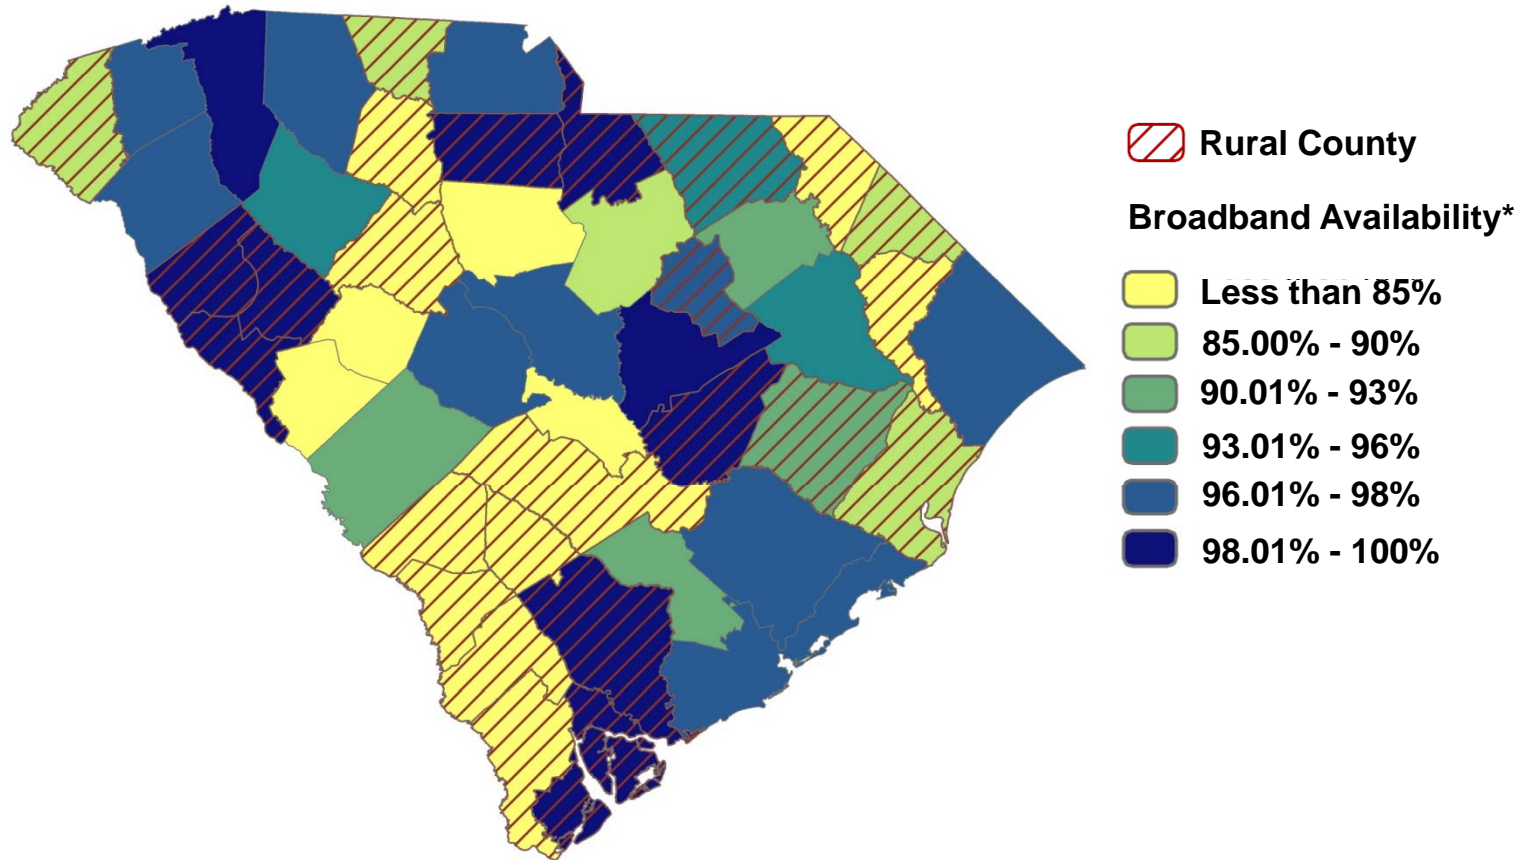 Rural County
Broadband Availability*
Less than 85%
85.00% - 90%
90.01% - 93%
93.01% - 96%
96.01% - 98%
98.01% - 100%